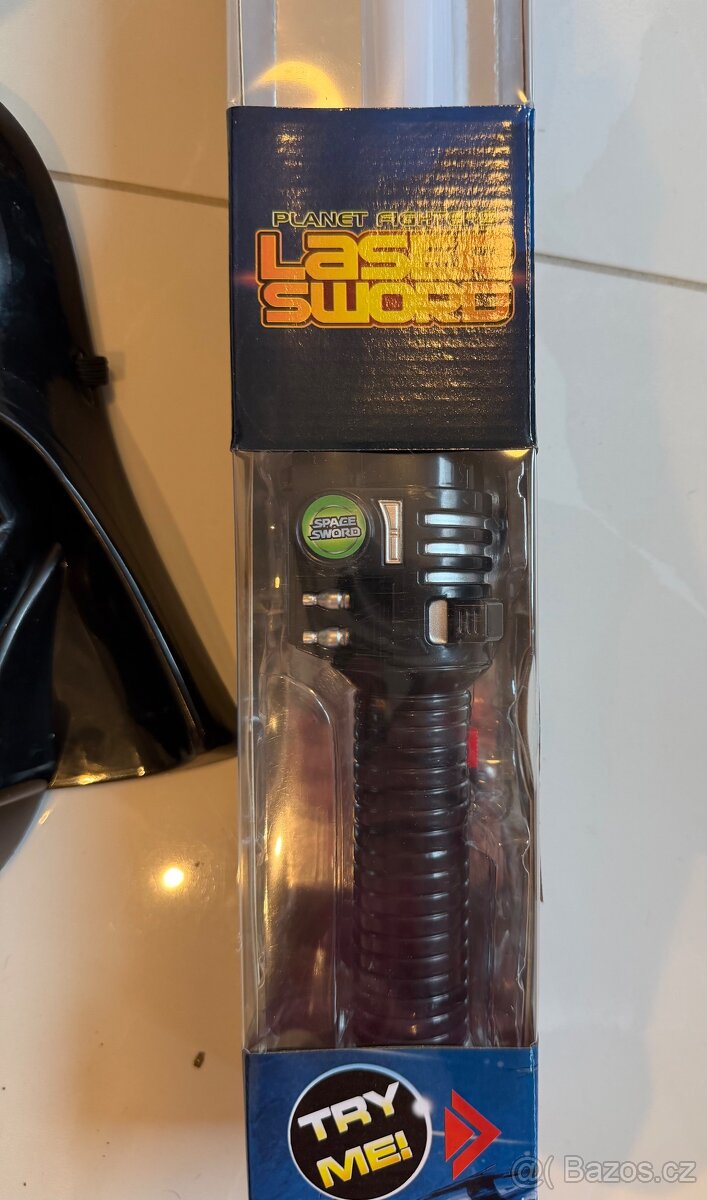 PLANET FIGHTERS
LASER
SWORD
SPACE
SWORD
TRY
ME!
@( Bazos.cz